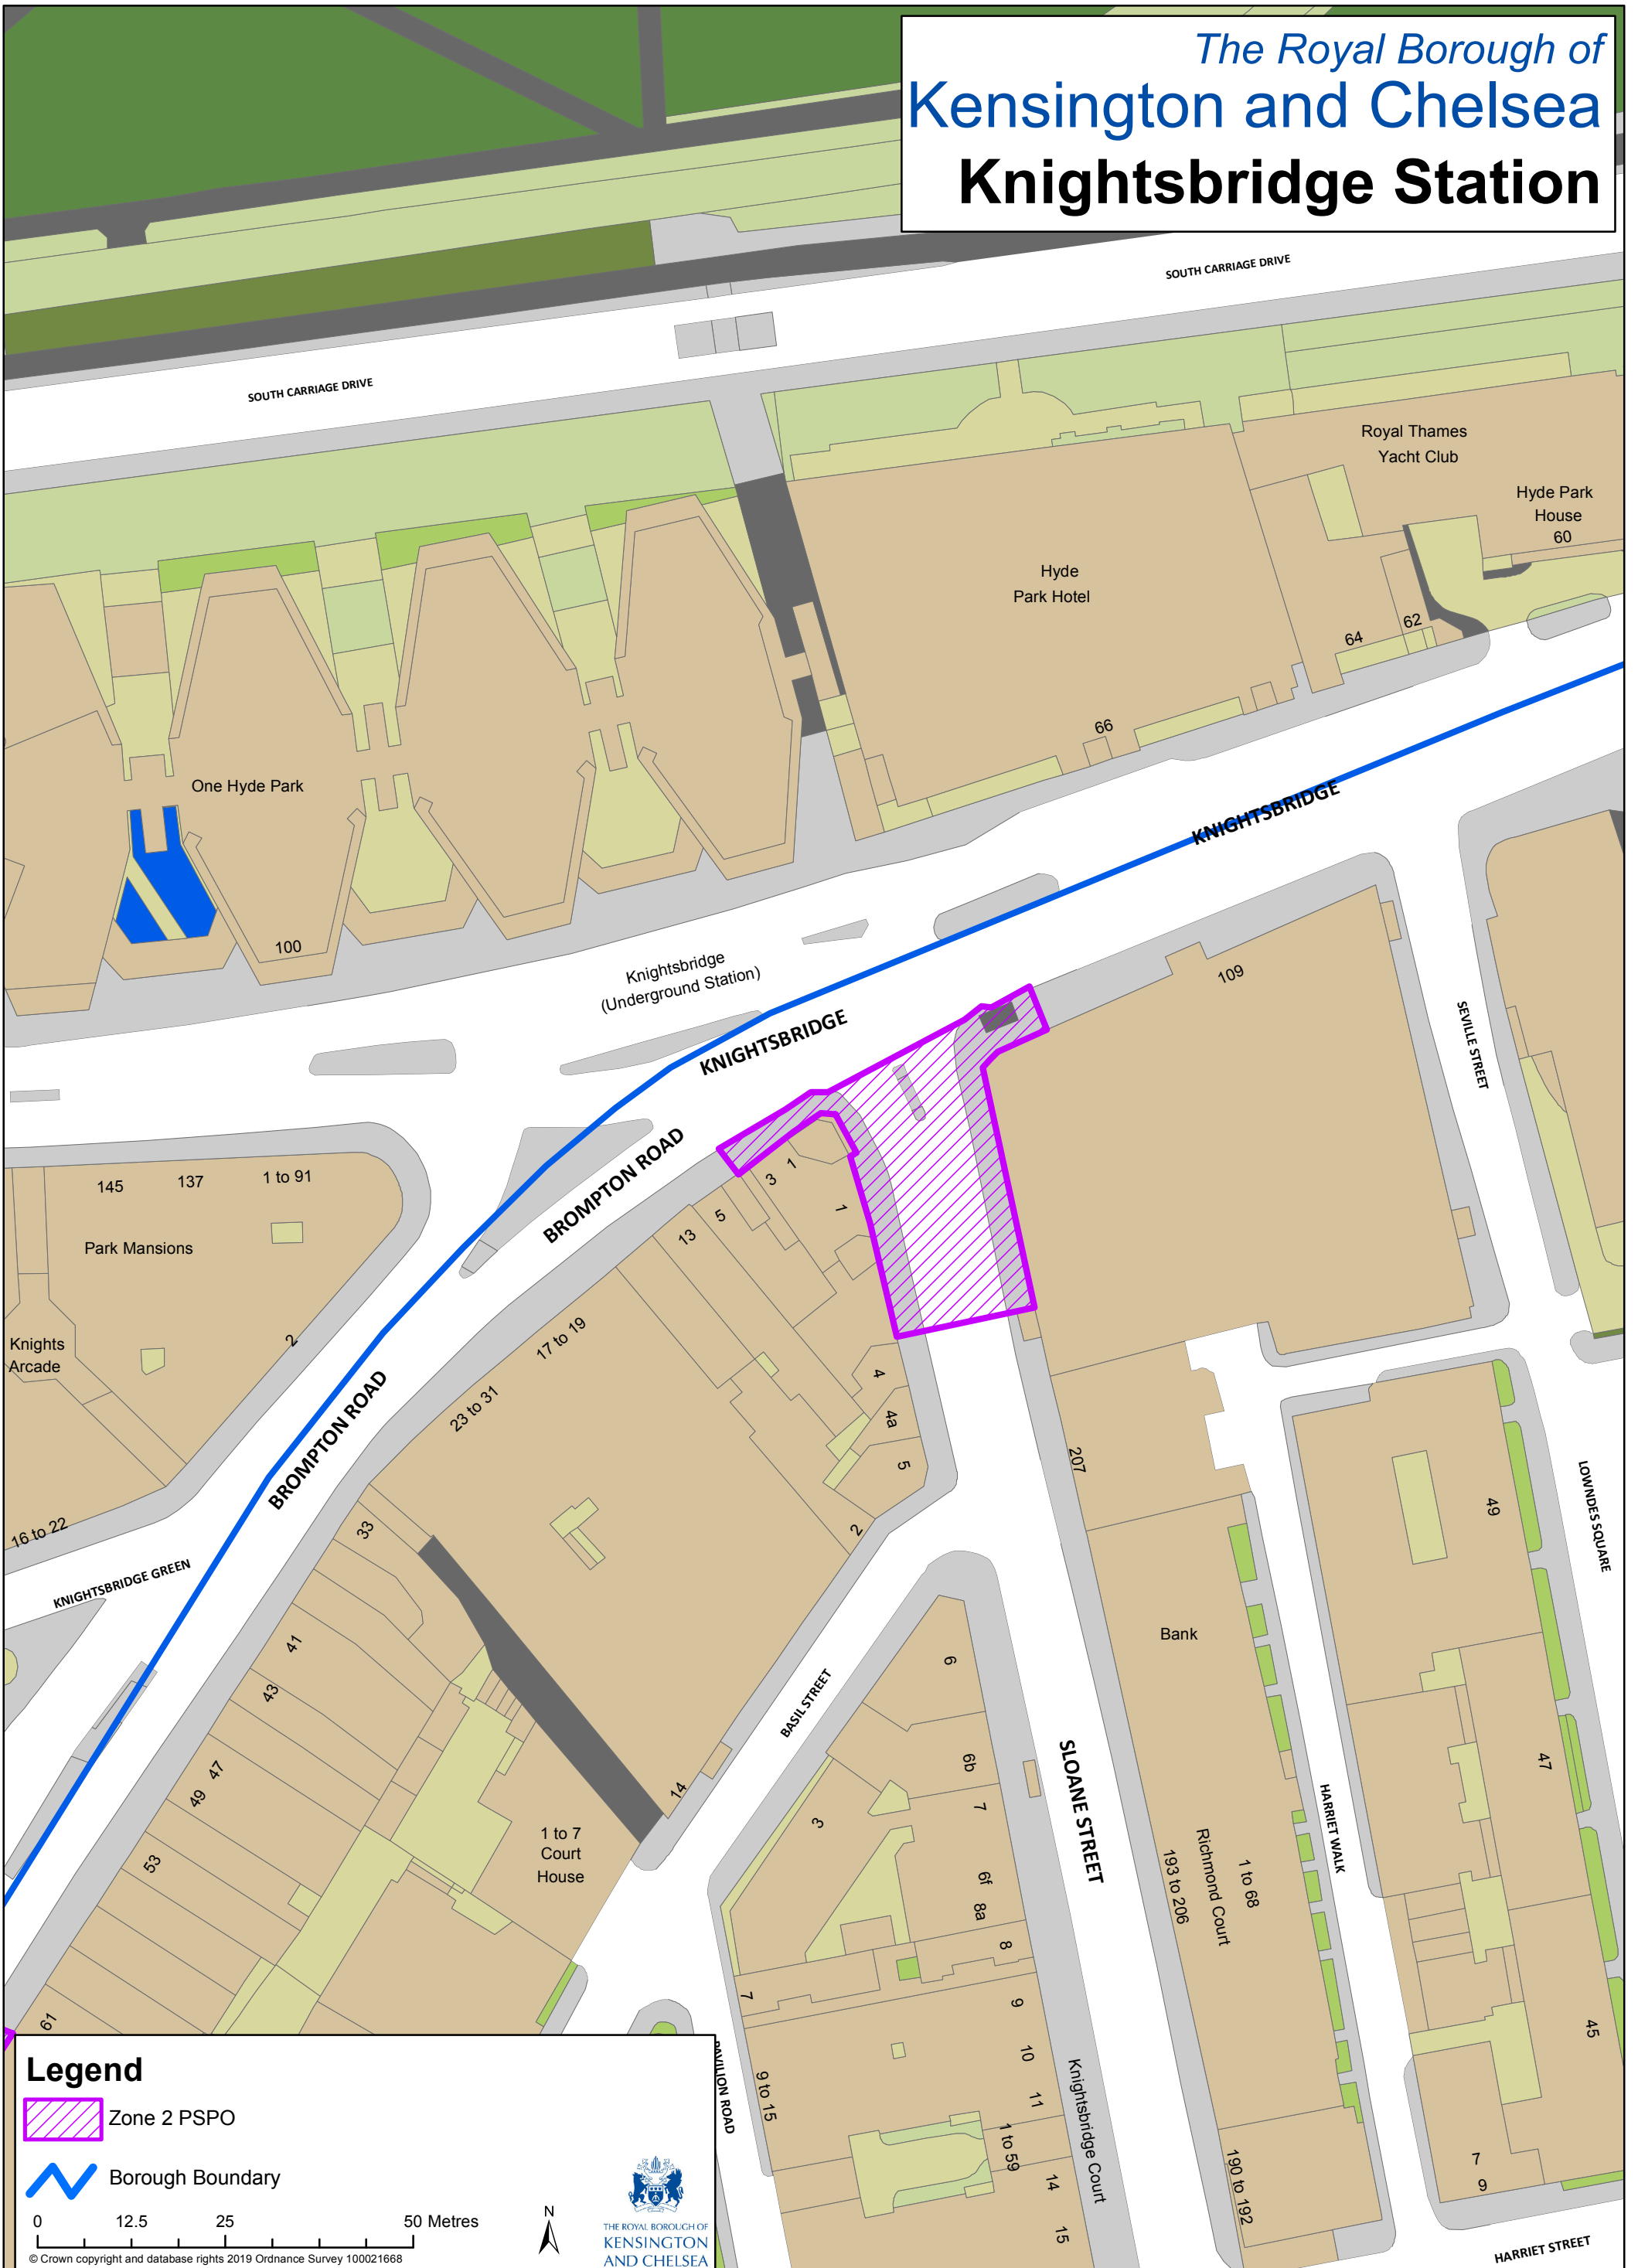 The Royal Borough of
Kensington and Chelsea
Knightsbridge Station
SOUTH CARRIAGE DRIVE
SOUTH CARRIAGE DRIVE
Royal Thames
Yacht Club
Hyde Park
House
60
Hyde
Park Hotel
62
64
66
One Hyde Park
100
KNIGHTSBRIDGE
Knightsbridge
(Underground Station)
109
KNIGHTSBRIDGE
SEVILLE STREET
BROMPTON ROAD
1
3
5
13
1
145
137
1 to 91
Park Mansions
Knights
Arcade
2
17 to 19
23 to 31
4
4a
5
2
BROMPTON ROAD
16 to 22
KNIGHTSBRIDGE GREEN
33
41
43
47
49
53
61
207
49
LOWNDES SQUARE
Bank
6
BASIL STREET
6b
7
SLOANE STREET
14
3
47
HARRIET WALK
1 to 7
Court
House
6f
8a
8
193 to 206
Richmond Court
1 to 68
7
9
10
11
45
9 to 15
1 to 59
Knightsbridge Court
14
15
190 to 192
7
9
HARRIET STREET
PAVILION ROAD
Legend
Zone 2 PSPO
Borough Boundary
0 12.5 25 50 Metres
© Crown copyright and database rights 2019 Ordnance Survey 100021668
N
THE ROYAL BOROUGH OF
KENSINGTON
AND CHELSEA